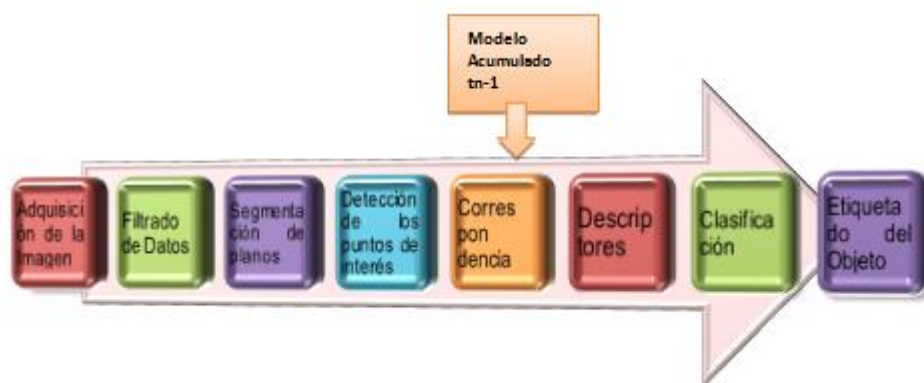 Modelo
Acumulado
tn-1
Adquisici
ón de la
Imagen
Filtrado
de Datos
Segmenta
ación de
planos
Detección
de los
puntos de
interés
Corres
pon
dencia
Descrip
tores
Clasifica
ción
Etiqueta
do del
Objeto